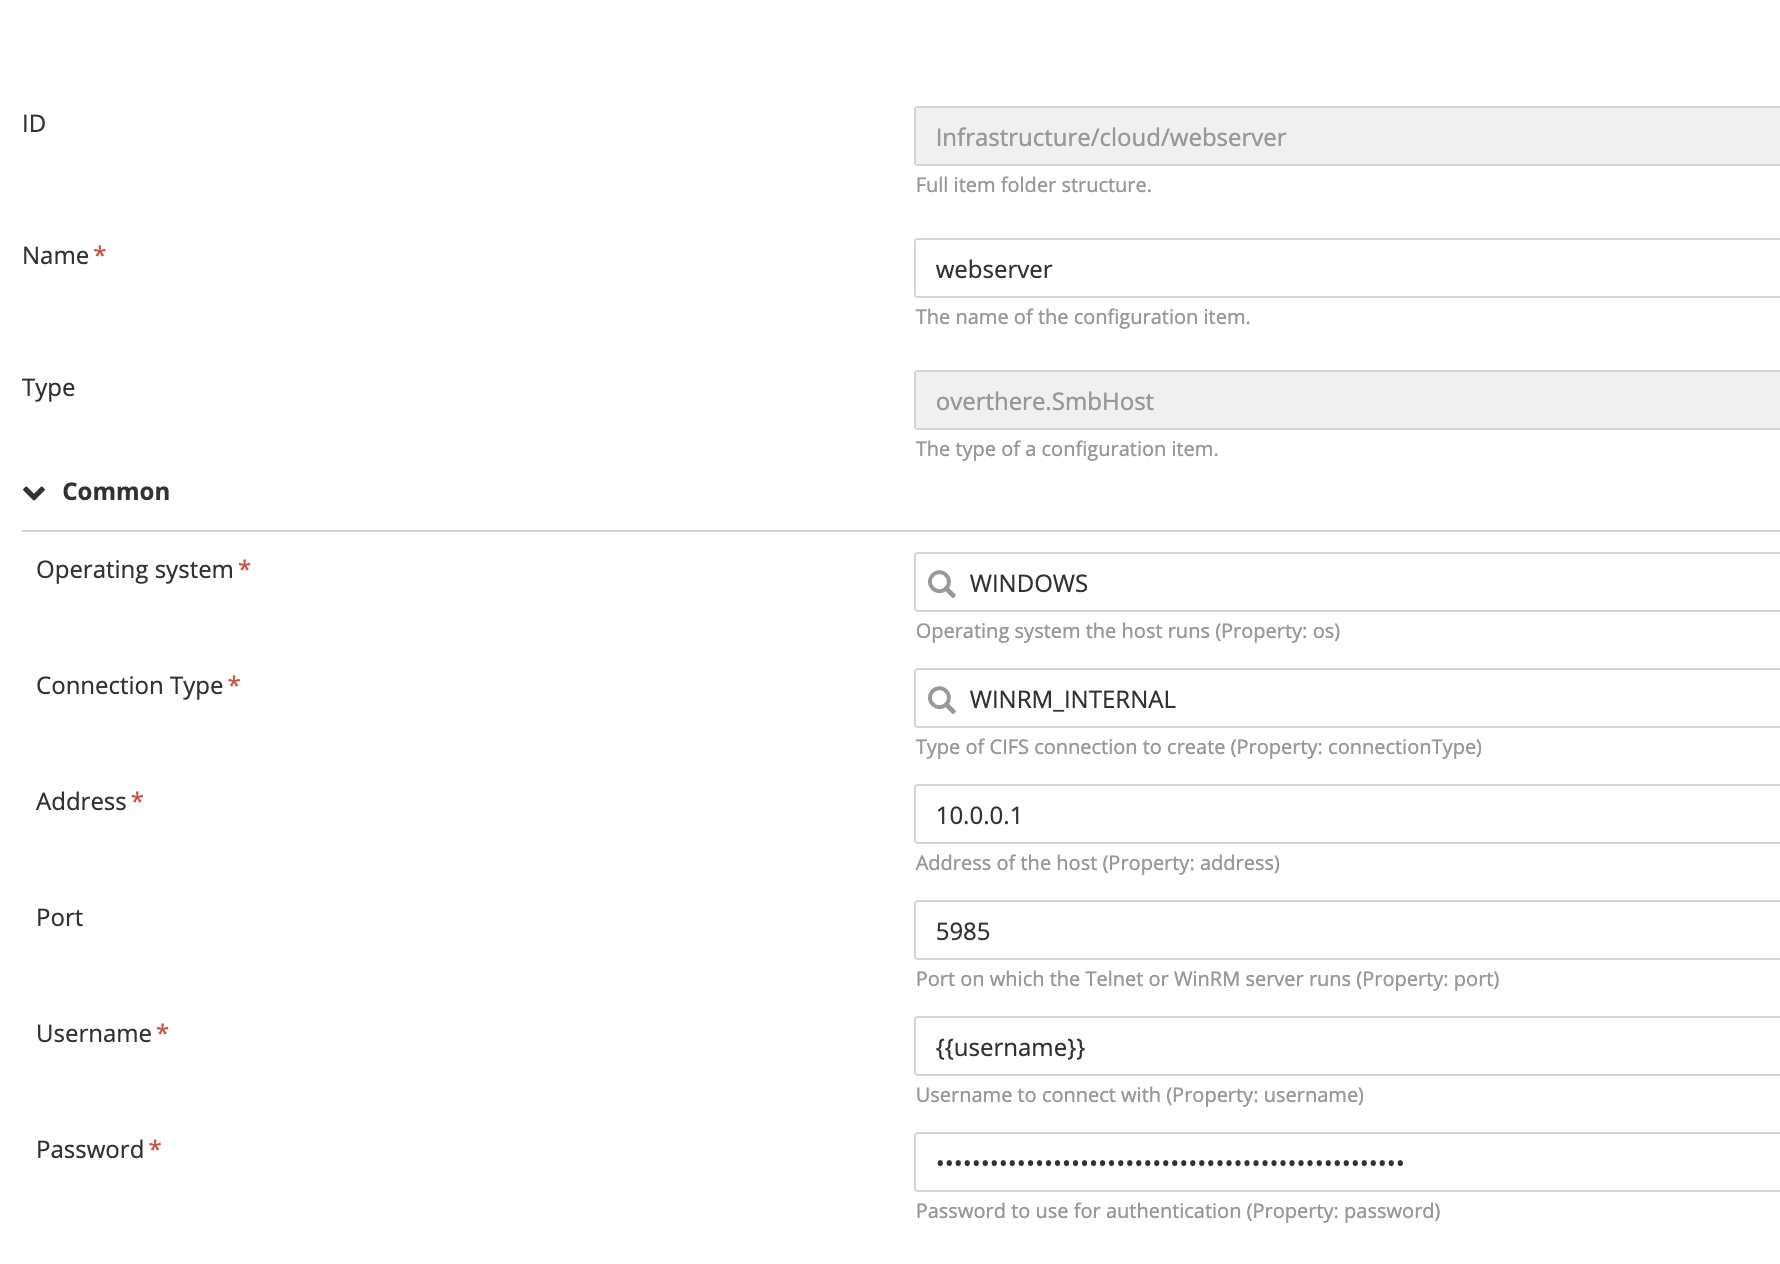 ID
Infrastructure/cloud/webserver
Full item folder structure.
Name *
webserver
The name of the configuration item.
Type
overthere.SmbHost
The type of a configuration item.
Common
Operating system *
WINDOWS
Operating system the host runs (Property: os)
Connection Type *
WINRM_INTERNAL
Type of CIFS connection to create (Property: connectionType)
Address *
10.0.0.1
Address of the host (Property: address)
Port
5985
Port on which the Telnet or WinRM server runs (Property: port)
Username *
{{username}}
Username to connect with (Property: username)
Password *
••••••••••••••••••••••••••••••••••••••••••••••••••••
Password to use for authentication (Property: password)